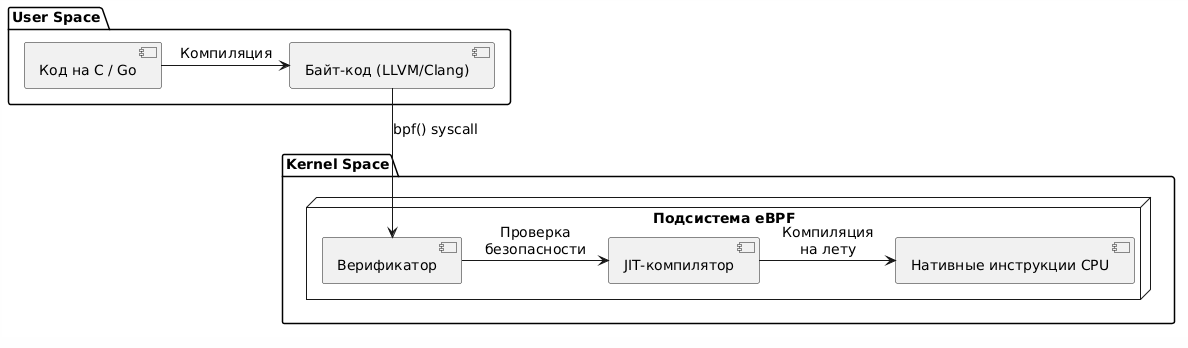 User Space
Код на C / Go
Компиляция
Байт-код (LLVM/Clang)
bpf() syscall
Kernel Space
Подсистема eBPF
Верификатор
Проверка
безопасности
JIT-компилятор
Компиляция
на лету
Нативные инструкции CPU